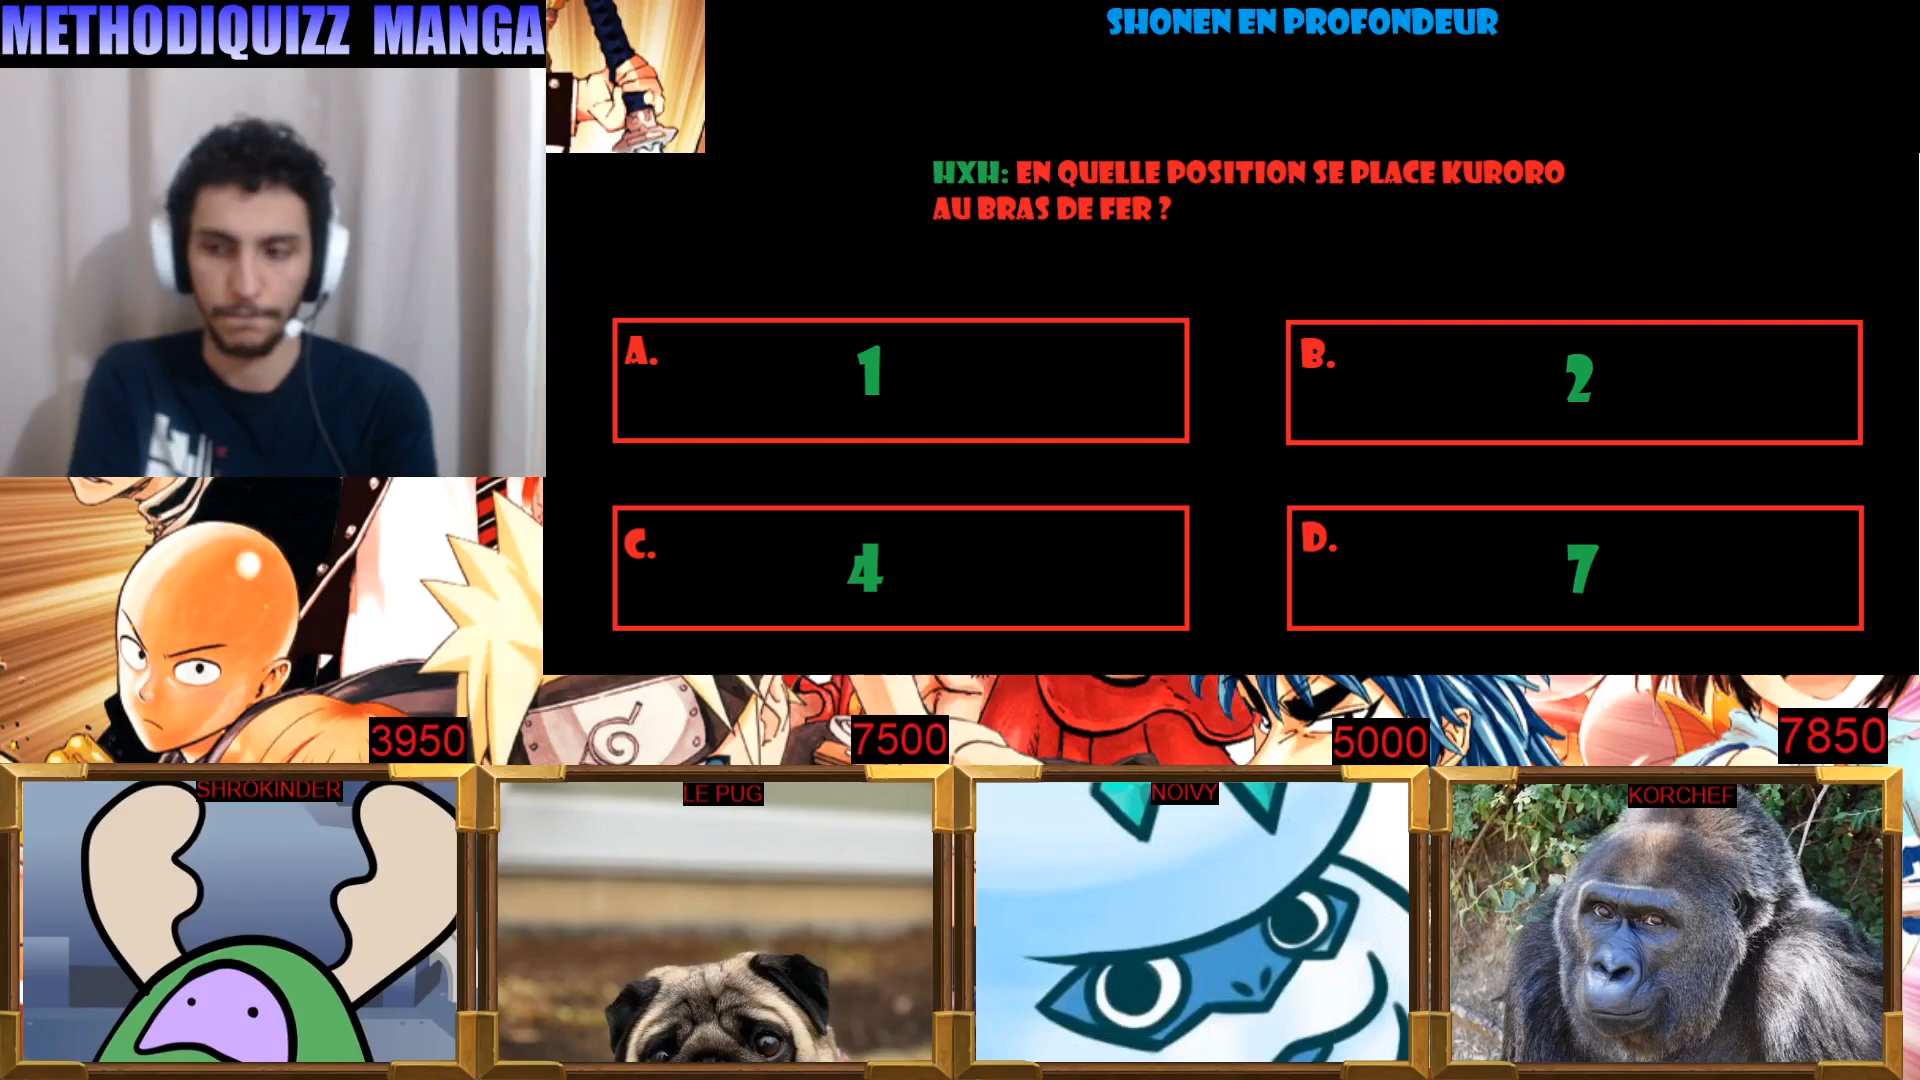 METHODIQUIZZ MANGA
SHONEN EN PROFONDEUR
HXH: EN QUELLE POSITION SE PLACE KURORO
AU BRAS DE FER ?
A. 1
B. 2
C. 4
D. 7
3950
7500
5000
7850
SHROKINDER
LE PUG
NOIVY
KORCHEF